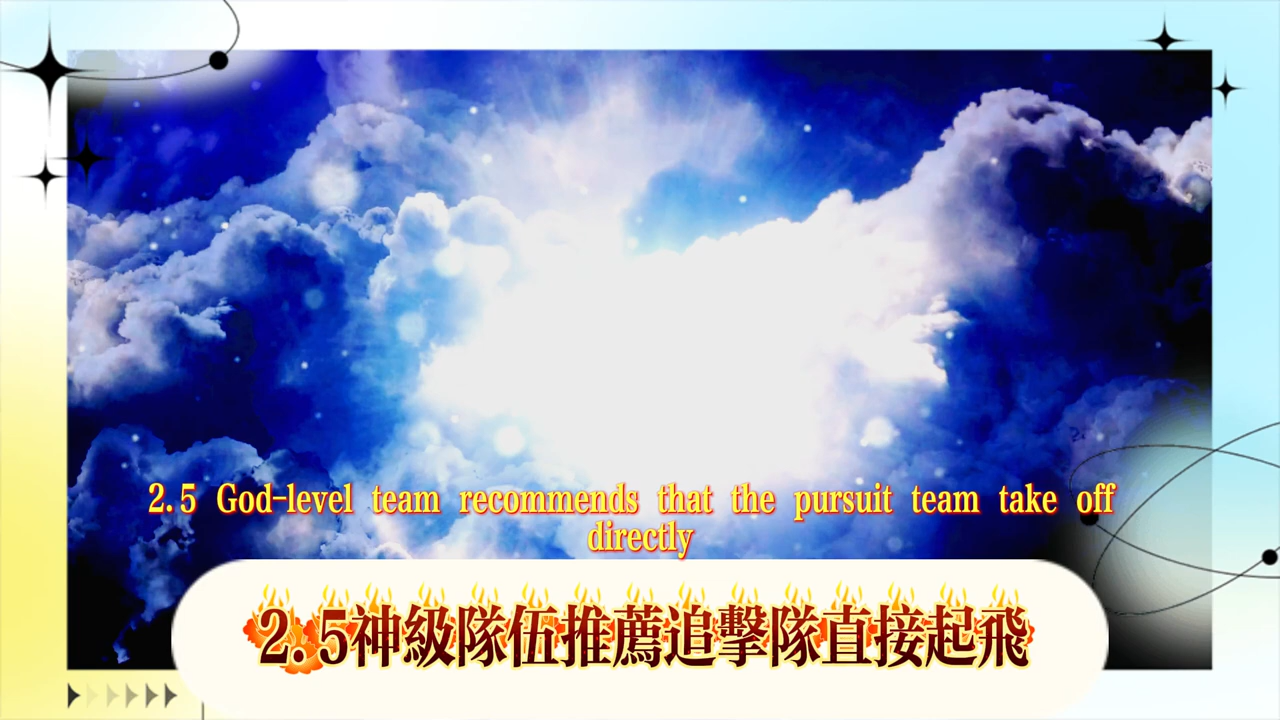 2.5 God-level team recommends that the pursuit team take off
directly
2.5神級隊伍推薦追擊隊直接起飛